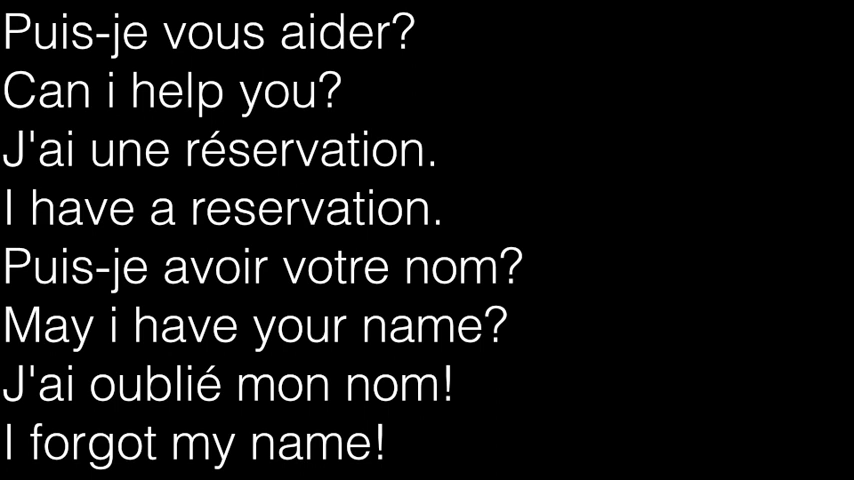 Puis-je vous aider?
Can i help you?
J'ai une réservation.
I have a reservation.
Puis-je avoir votre nom?
May i have your name?
J'ai oublié mon nom!
I forgot my name!